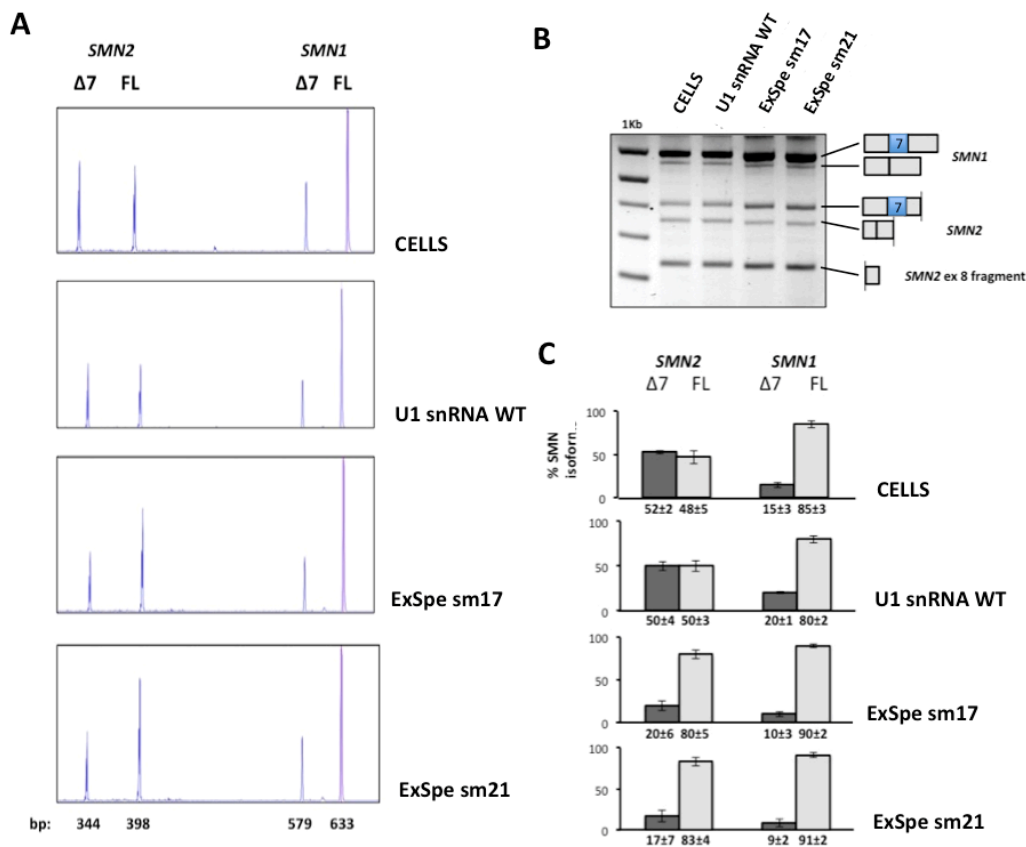 A
SMN2 SMN1
Δ7 FL Δ7 FL
CELLS
U1 snRNA WT
ExSpe sm17
ExSpe sm21
bp: 344 398 579 633
B
CELLS
U1 snRNA WT
ExSpe sm17
ExSpe sm21
1Kb
7
SMN1
7
SMN2
SMN2 ex 8 fragment
C
SMN2 SMN1
Δ7 FL Δ7 FL
% SMN
isoform...
100
50
0
52±2 48±5 15±3 85±3
CELLS
100
50
0
50±4 50±3 20±1 80±2
U1 snRNA WT
100
50
0
20±6 80±5 10±3 90±2
ExSpe sm17
100
50
0
17±7 83±4 9±2 91±2
ExSpe sm21